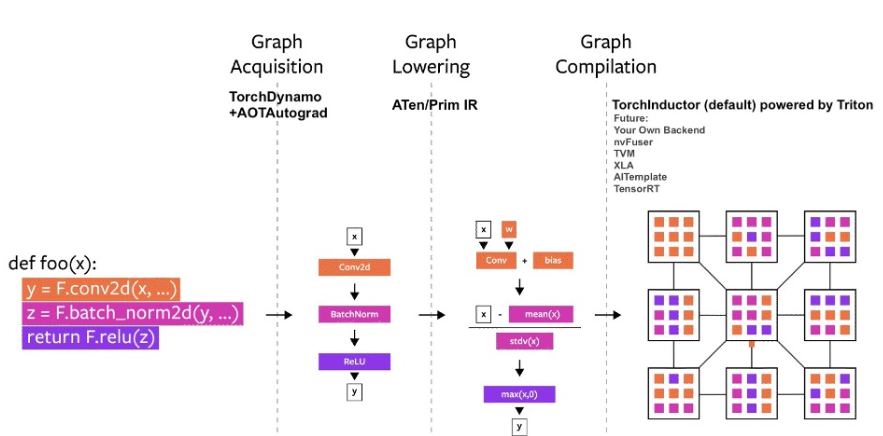 Graph
Acquisition
Graph
Lowering
Graph
Compilation
TorchDynamo
+AOTAutograd
ATen/Prim IR
TorchInductor (default) powered by Triton
Future:
Your Own Backend
nvFuser
TVM
XLA
AITemplate
TensorRT
def foo(x):
y = F.conv2d(x, ...)
z = F.batch_norm2d(y, ...)
return F.relu(z)
x
Conv2d
BatchNorm
ReLU
y
x w
Conv + bias
x - mean(x)
stdv(x)
max(x,0)
y